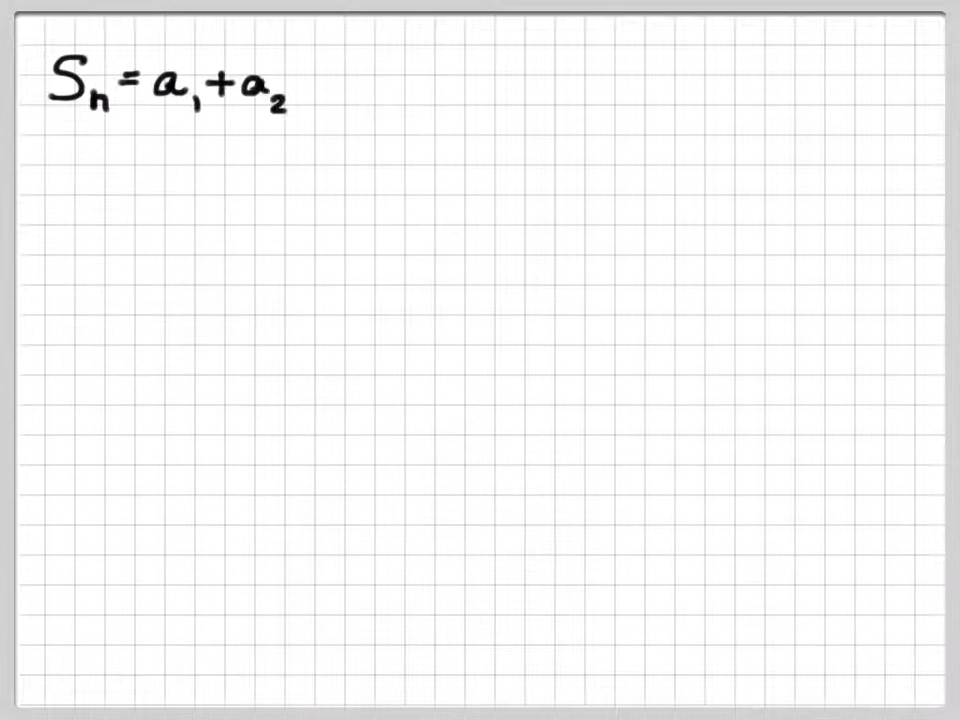 Sₙ = a₁ + a₂